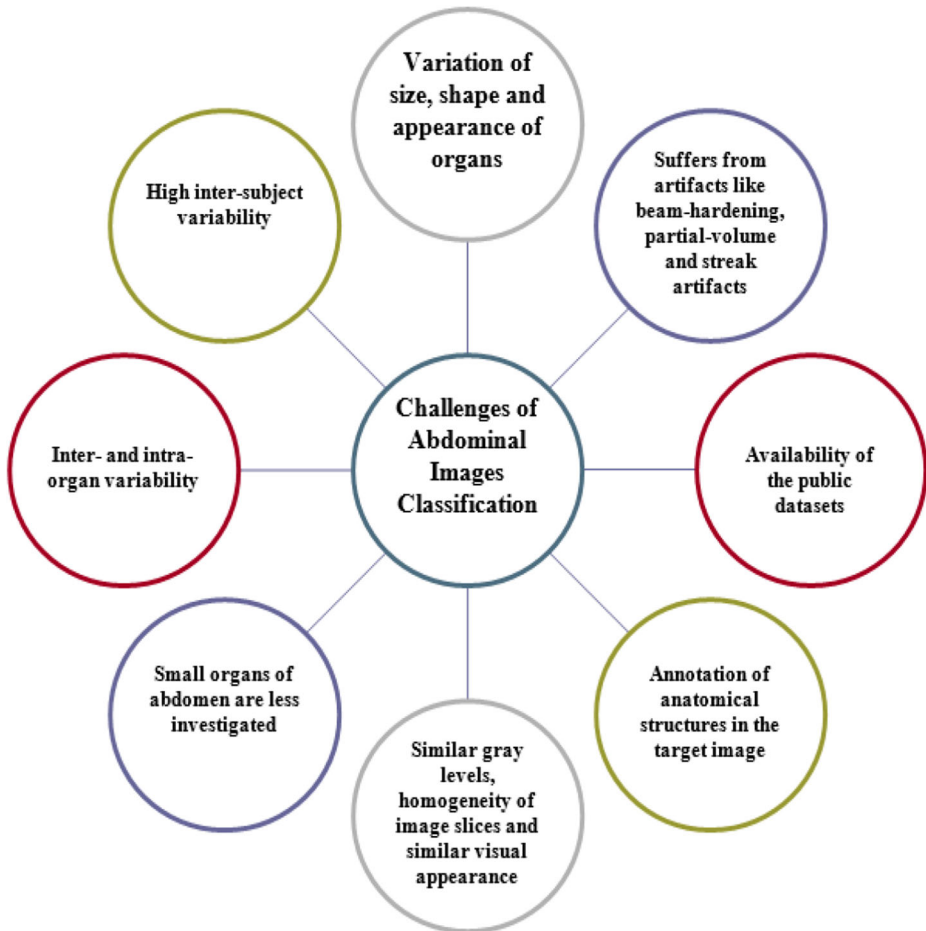 Variation of
size, shape and
appearance of
organs
Suffers from
artifacts like
beam-hardening,
partial-volume
and streak
artifacts
High inter-subject
variability
Challenges of
Abdominal
Images
Classification
Inter- and intra-
organ variability
Availability of
the public
datasets
Small organs of
abdomen are less
investigated
Annotation of
anatomical
structures in the
target image
Similar gray
levels,
homogeneity of
image slices and
similar visual
appearance